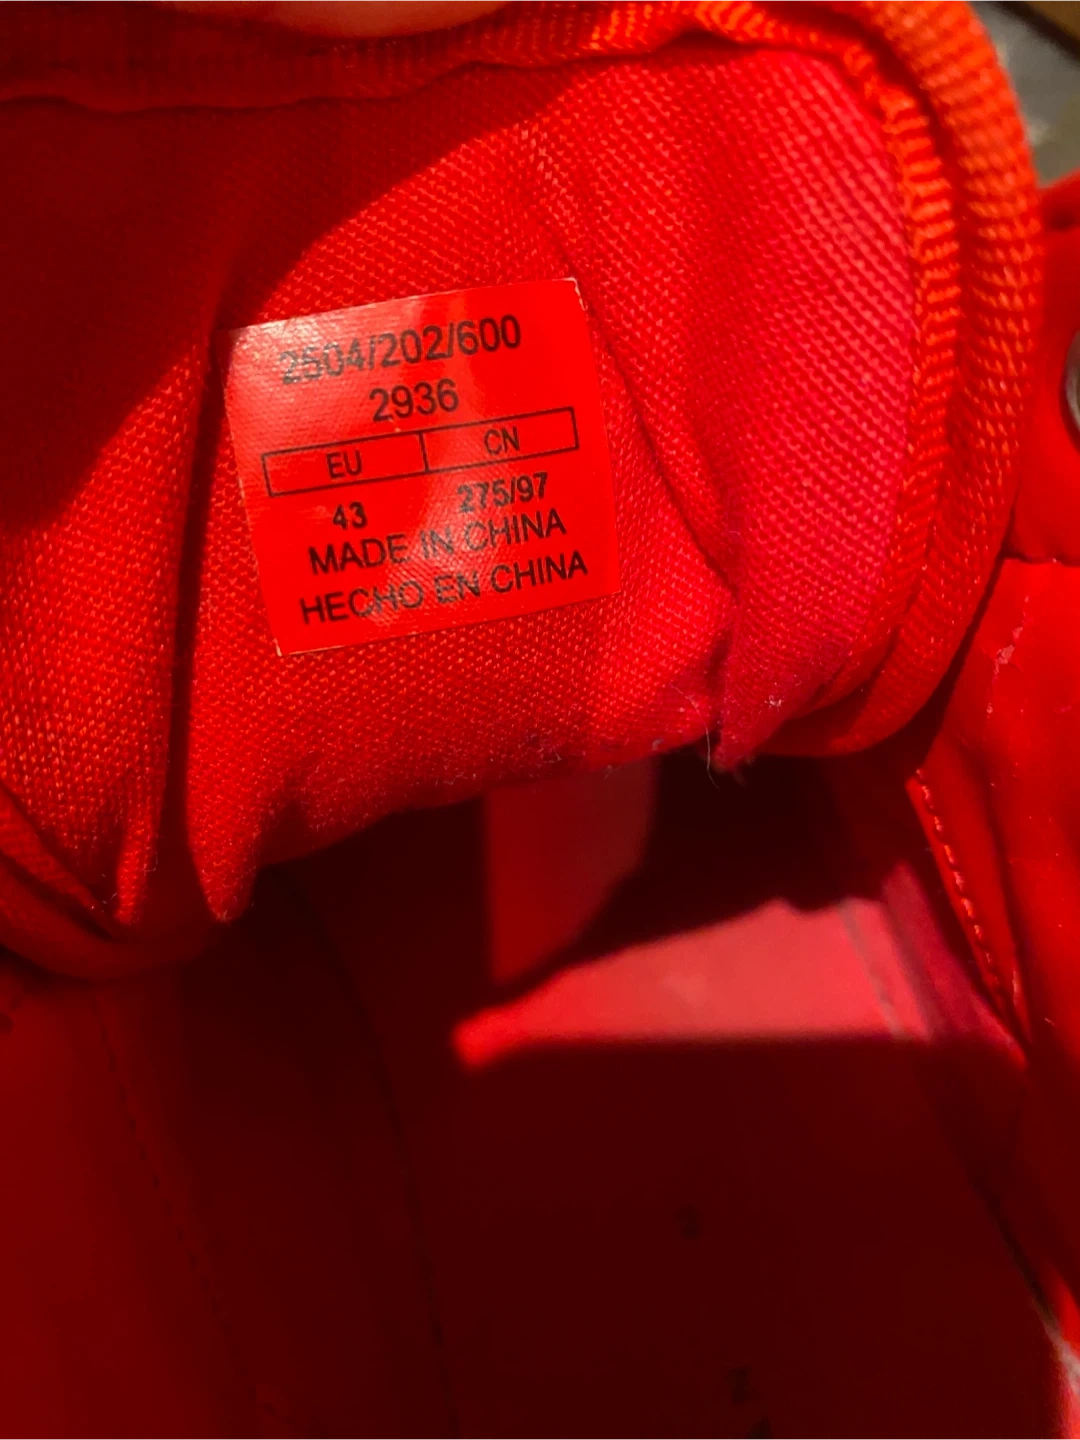 2504/202/600
2936
EU CN
43 275/97
MADE IN CHINA
HECHO EN CHINA